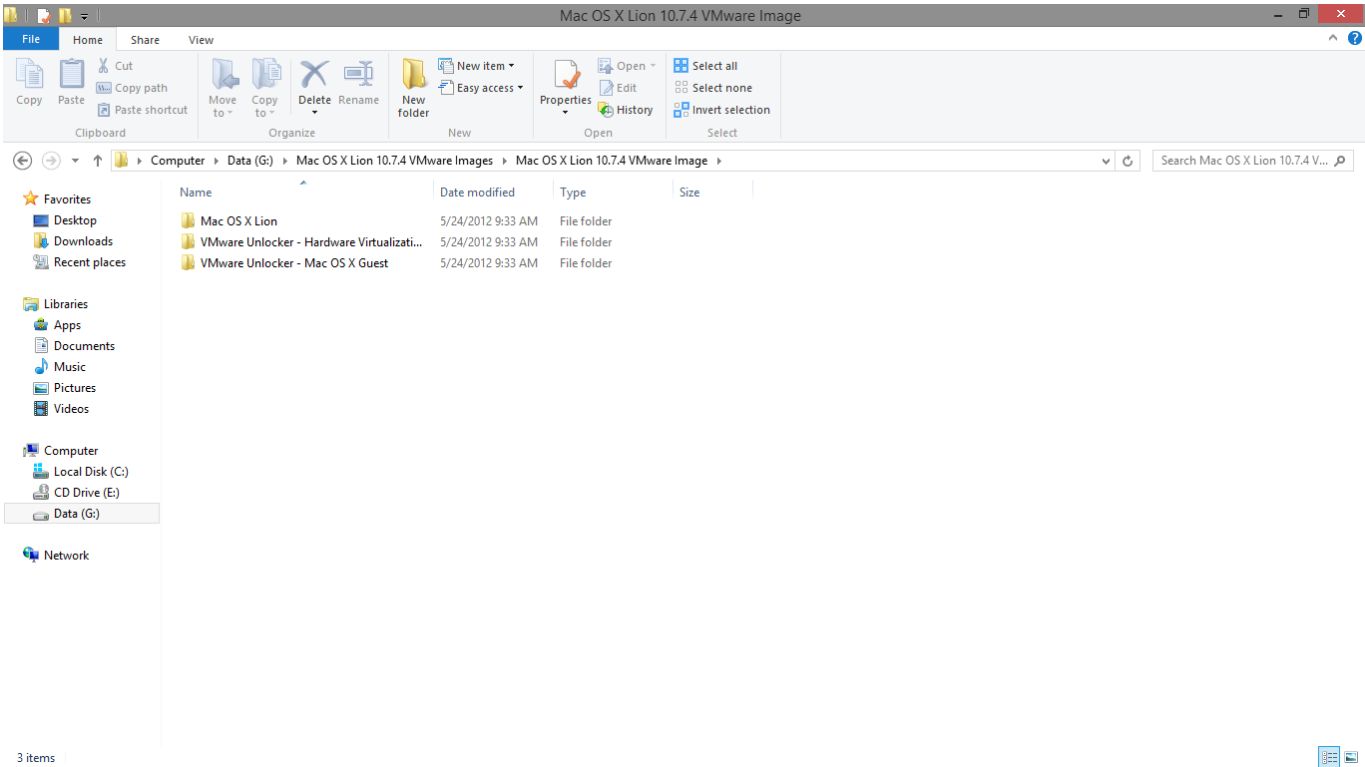 Mac OS X Lion 10.7.4 VMware Image
File Home Share View
Copy
Paste
Cut
Copy path
Paste shortcut
Clipboard
Move to
Copy to
Delete
Rename
Organize
New folder
New item
Easy access
New
Properties
Open
Edit
History
Open
Select all
Select none
Invert selection
Select
Computer Data (G:) Mac OS X Lion 10.7.4 VMware Images Mac OS X Lion 10.7.4 VMware Image
Search Mac OS X Lion 10.7.4 V...
Favorites
Desktop
Downloads
Recent places
Libraries
Apps
Documents
Music
Pictures
Videos
Computer
Local Disk (C:)
CD Drive (E:)
Data (G:)
Network
Name Date modified Type Size
Mac OS X Lion 5/24/2012 9:33 AM File folder
VMware Unlocker - Hardware Virtualizati... 5/24/2012 9:33 AM File folder
VMware Unlocker - Mac OS X Guest 5/24/2012 9:33 AM File folder
3 items